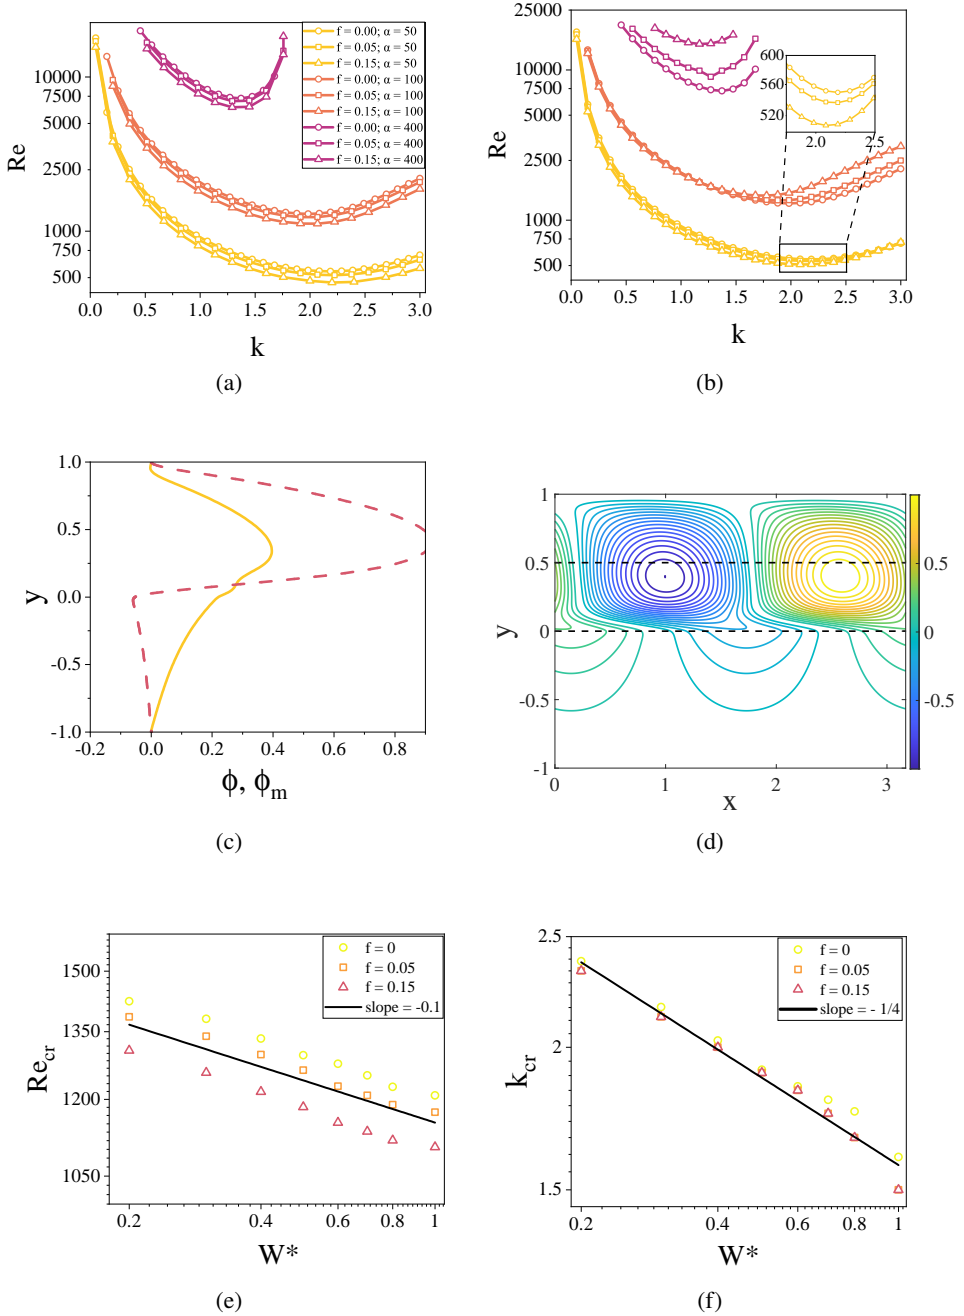 10000
7500
5000
2500
1000
750
500
Re
0.0 0.5 1.0 1.5 2.0 2.5 3.0
k
f = 0.00; α = 50
f = 0.05; α = 50
f = 0.15; α = 50
f = 0.00; α = 100
f = 0.05; α = 100
f = 0.15; α = 100
f = 0.00; α = 400
f = 0.05; α = 400
f = 0.15; α = 400
(a)
25000
10000
7500
5000
2500
1000
750
500
Re
0.0 0.5 1.0 1.5 2.0 2.5 3.0
k
600
560
520
2.0 2.5
(b)
1.0
0.5
0.0
-0.5
-1.0
y
-0.2 0.0 0.2 0.4 0.6 0.8
ϕ, ϕm
(c)
1
0.5
0
-0.5
-1
y
0 1 2 3
x
0.5
0
-0.5
(d)
1500
1350
1200
1050
Recr
0.2 0.4 0.6 0.8 1
W*
f = 0
f = 0.05
f = 0.15
slope = -0.1
(e)
2.5
2
1.5
kcr
0.2 0.4 0.6 0.8 1
W*
f = 0
f = 0.05
f = 0.15
slope = - 1/4
(f)